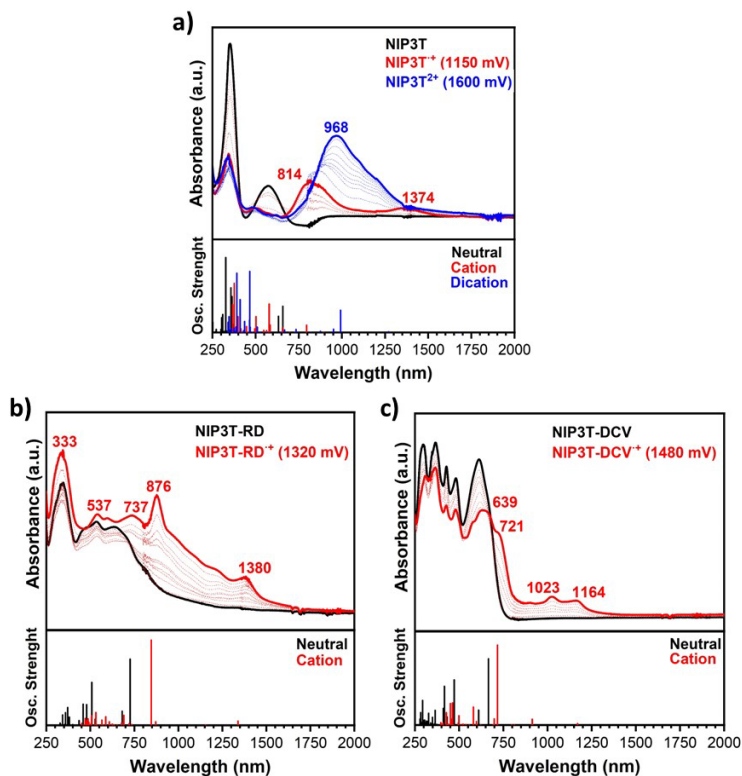 a)
NIP3T
NIP3T·+ (1150 mV)
NIP3T2+ (1600 mV)
968
814
1374
Absorbance (a.u.)
Neutral
Cation
Dication
Osc. Strenght
250 500 750 1000 1250 1500 1750 2000
Wavelength (nm)
b)
NIP3T-RD
NIP3T-RD·+ (1320 mV)
333
537
737
876
1380
Absorbance (a.u.)
Neutral
Cation
Osc. Strenght
250 500 750 1000 1250 1500 1750 2000
Wavelength (nm)
c)
NIP3T-DCV
NIP3T-DCV·+ (1480 mV)
639
721
1023
1164
Absorbance (a.u.)
Neutral
Cation
Osc. Strenght
250 500 750 1000 1250 1500 1750 2000
Wavelength (nm)